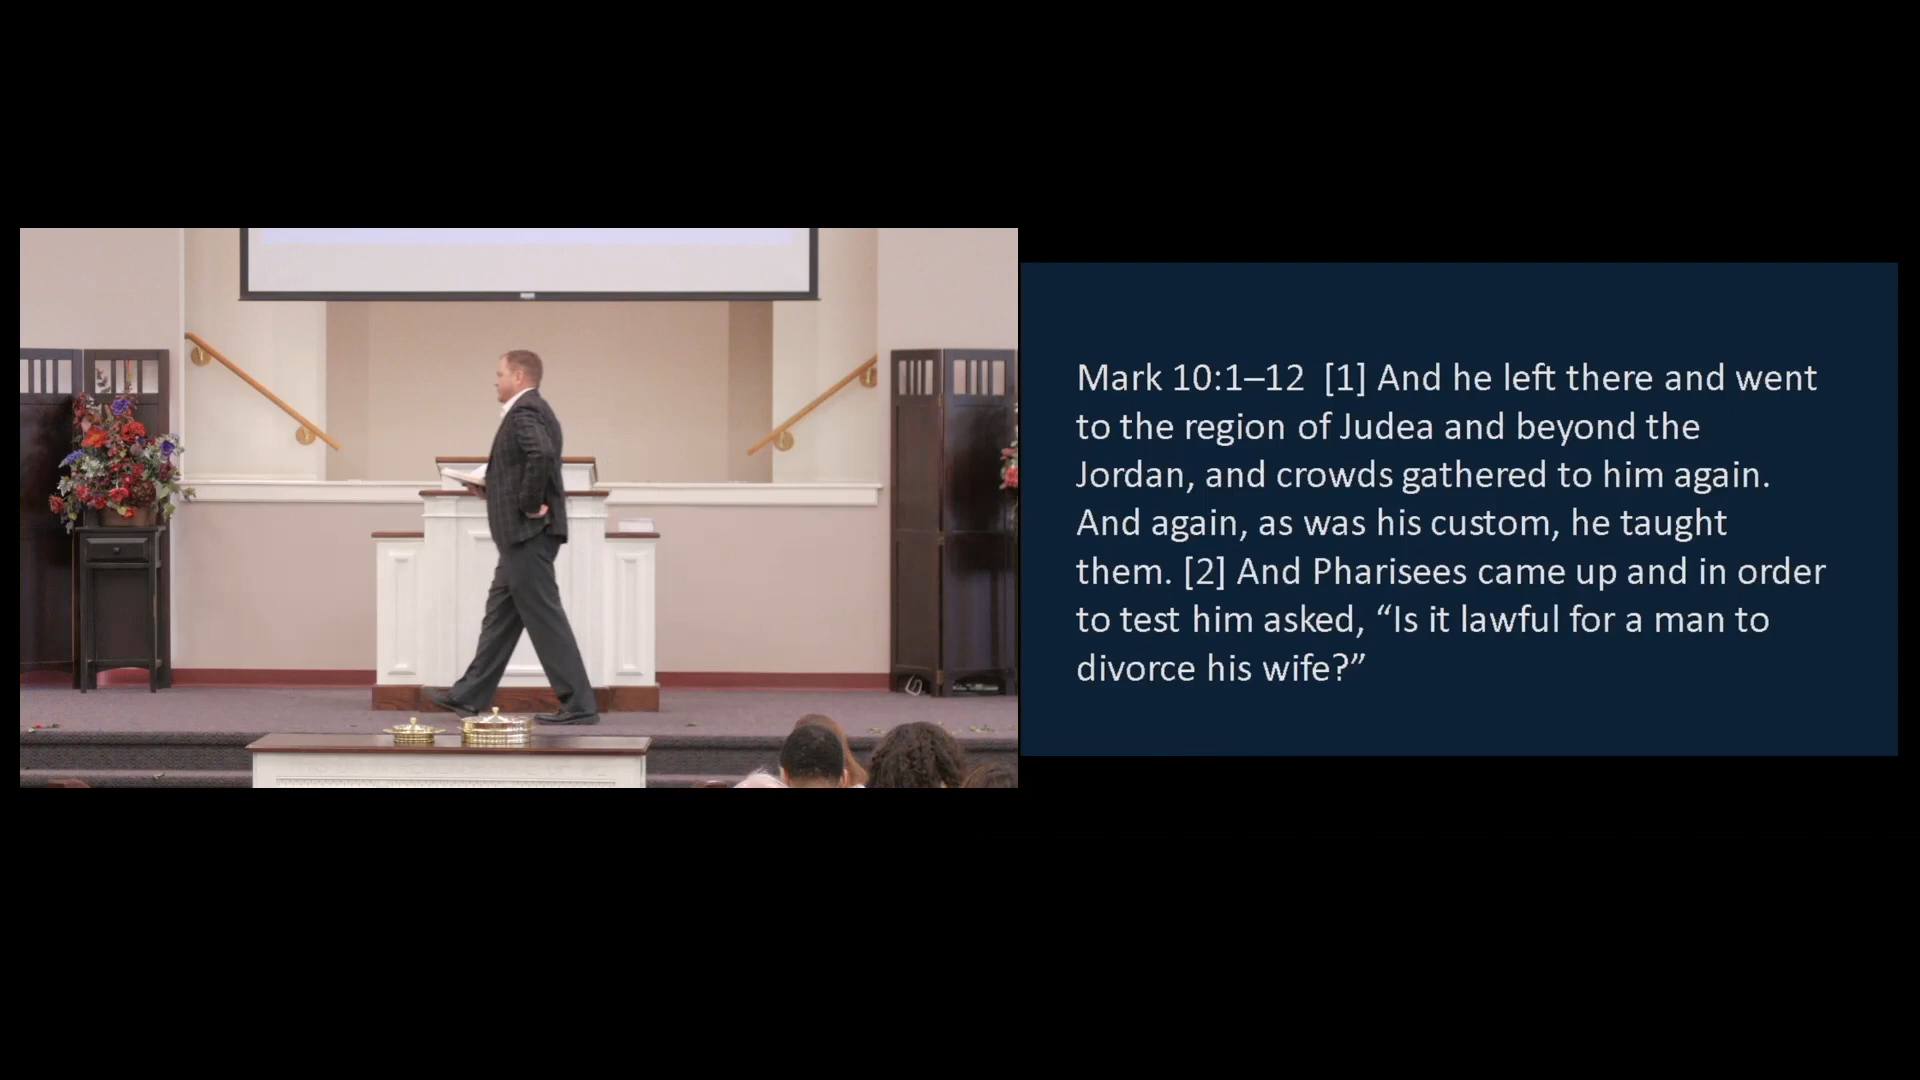 Mark 10:1–12  [1] And he left there and went
to the region of Judea and beyond the
Jordan, and crowds gathered to him again.
And again, as was his custom, he taught
them. [2] And Pharisees came up and in order
to test him asked, “Is it lawful for a man to
divorce his wife?”